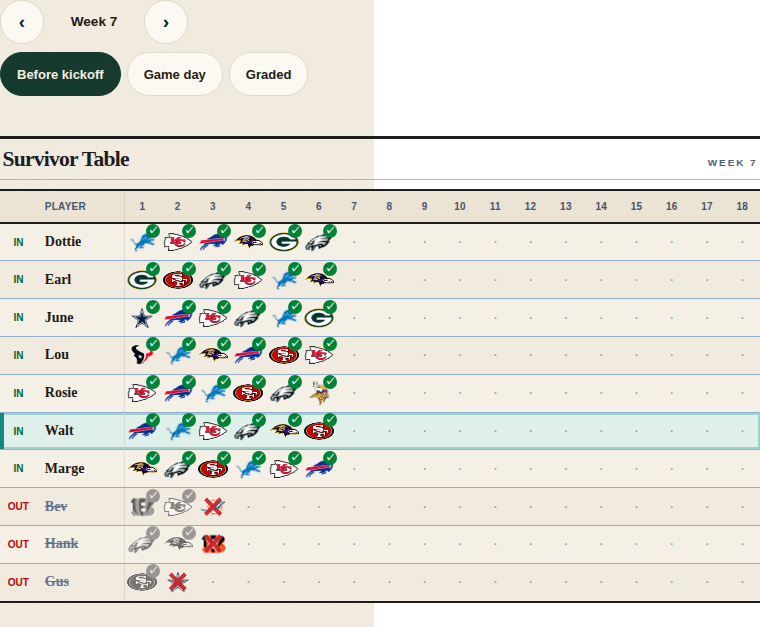 ‹ Week 7 ›
Before kickoff Game day Graded
Survivor Table WEEK 7
PLAYER 1 2 3 4 5 6 7 8 9 10 11 12 13 14 15 16 17 18
IN Dottie
IN Earl
IN June
IN Lou
IN Rosie
IN Walt
IN Marge
OUT Bev
OUT Hank
OUT Gus